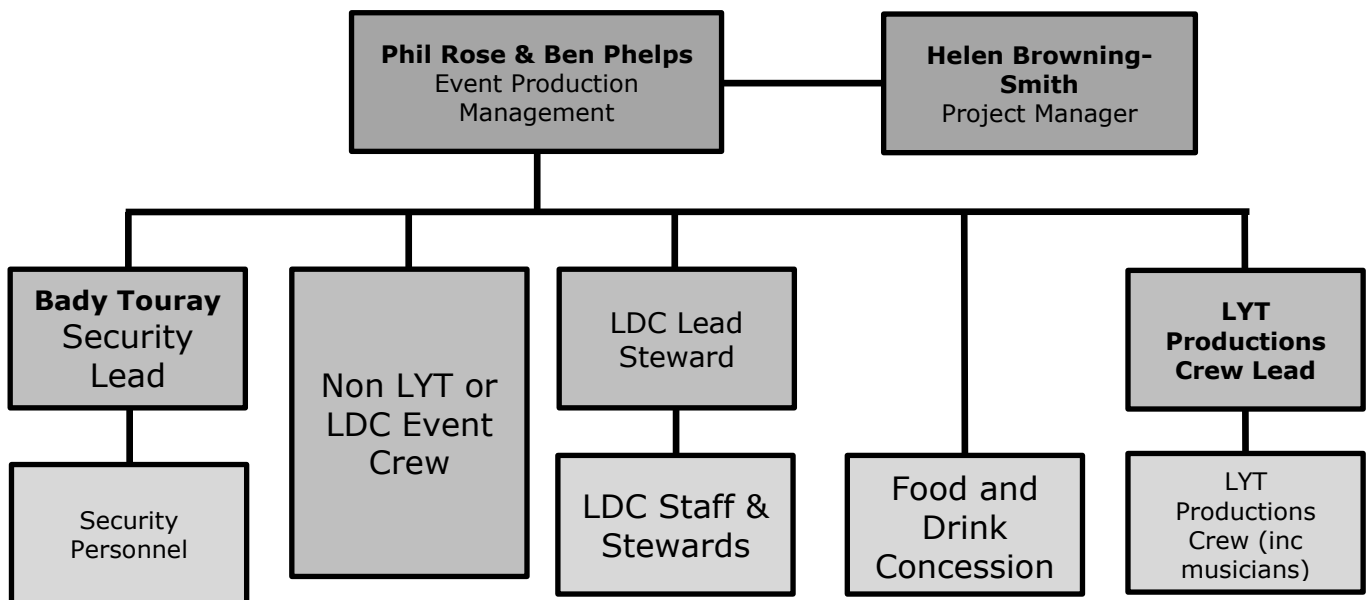 Phil Rose & Ben Phelps
Event Production
Management
Helen Browning-
Smith
Project Manager
Bady Touray
Security
Lead
Non LYT or
LDC Event
Crew
LDC Lead
Steward
LYT
Productions
Crew Lead
Security
Personnel
LDC Staff &
Stewards
Food and
Drink
Concession
LYT
Productions
Crew (inc
musicians)